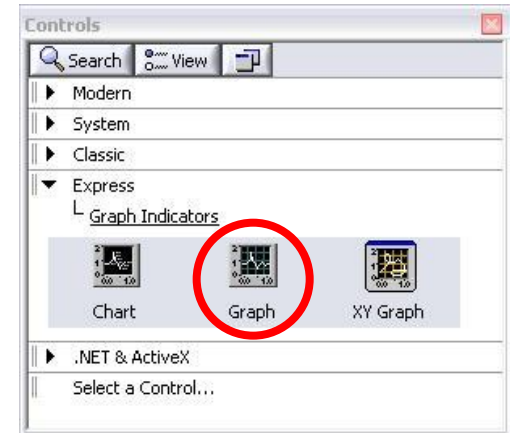 Controls
Search View
Modern
System
Classic
Express
Graph Indicators
Chart Graph XY Graph
.NET & ActiveX
Select a Control...